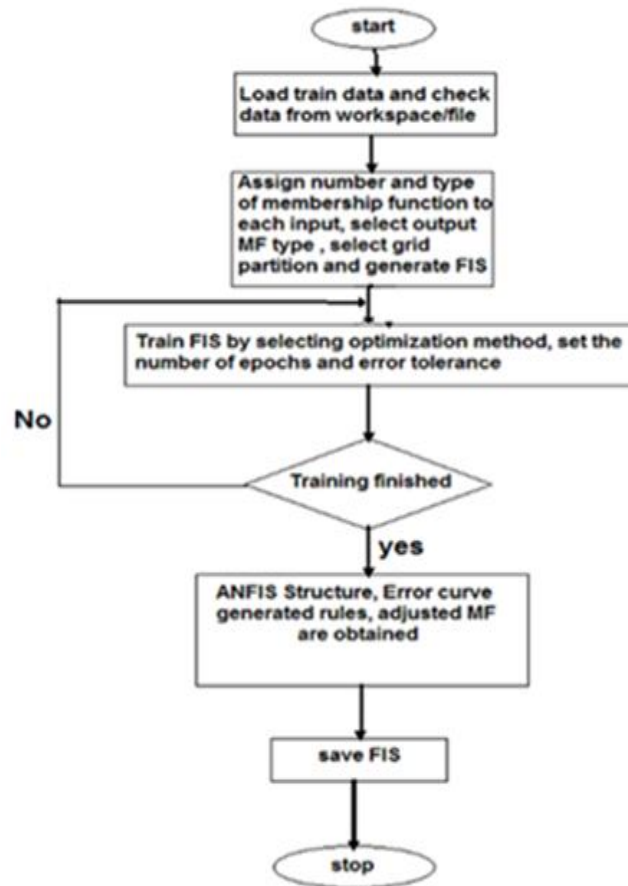 start
Load train data and check
data from workspace/file
Assign number and type
of membership function to
each input, select output
MF type , select grid
partition and generate FIS
Train FIS by selecting optimization method, set the
number of epochs and error tolerance
No
Training finished
yes
ANFIS Structure, Error curve
generated rules, adjusted MF
are obtained
save FIS
stop